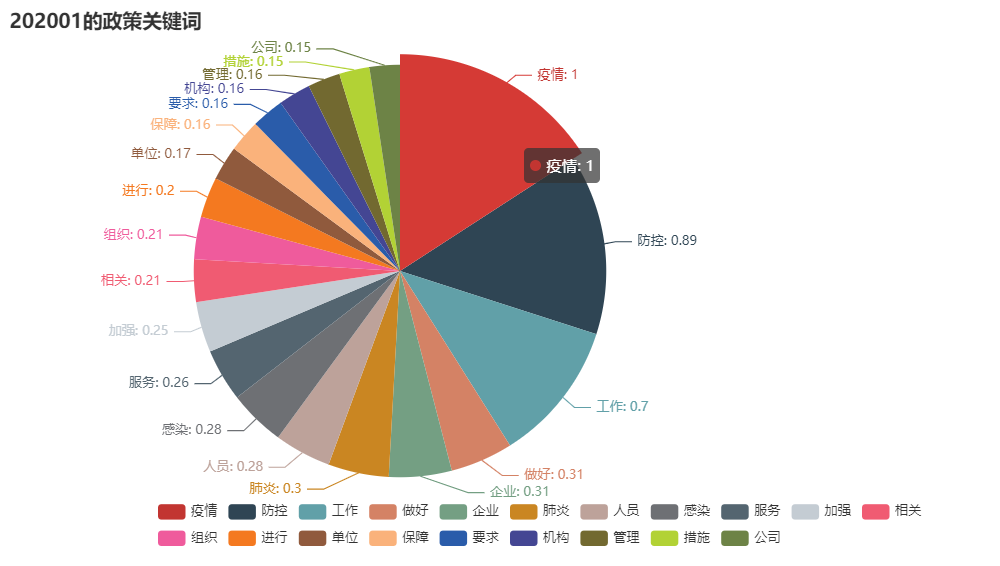 202001的政策关键词
公司: 0.15
措施: 0.15
管理: 0.16
机构: 0.16
要求: 0.16
保障: 0.16
单位: 0.17
进行: 0.2
组织: 0.21
相关: 0.21
加强: 0.25
服务: 0.26
感染: 0.28
人员: 0.28
肺炎: 0.3
疫情: 1
疫情: 1
防控: 0.89
工作: 0.7
做好: 0.31
企业: 0.31
疫情 防控 工作 做好 企业 肺炎 人员 感染 服务 加强 相关
组织 进行 单位 保障 要求 机构 管理 措施 公司